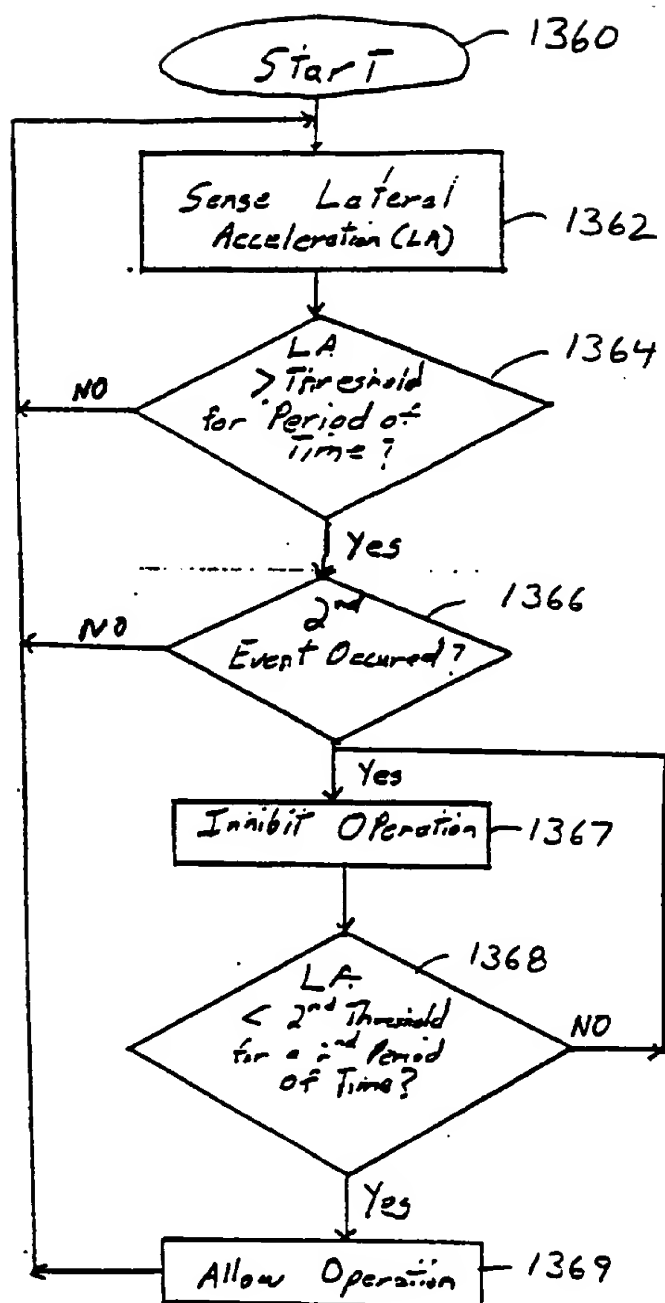 Start
1360
Sense Lateral
Acceleration (LA)
1362
LA
> Threshold
for Period of
Time?
1364
NO
Yes
2nd
Event Occured?
1366
NO
Yes
Inhibit Operation
1367
LA
< 2nd Threshold
for a 2nd Period
of Time?
1368
NO
Yes
Allow Operation
1369